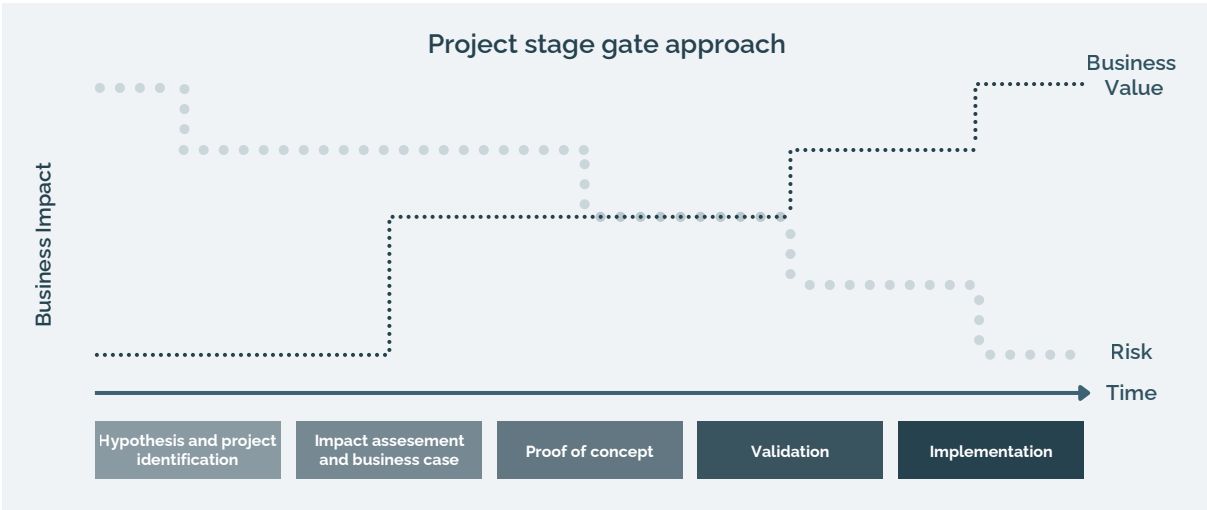 Project stage gate approach
Business
Value
Business Impact
Risk
Time
Hypothesis and project
identification
Impact assesement
and business case
Proof of concept
Validation
Implementation